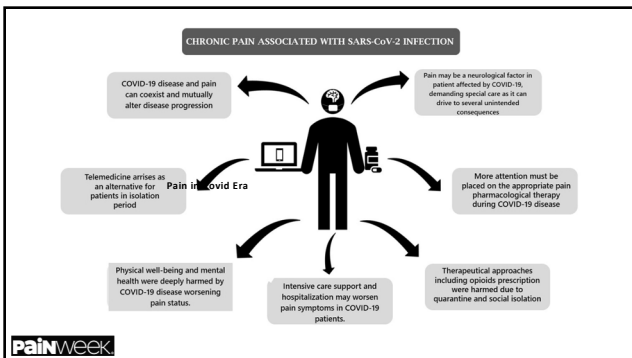 CHRONIC PAIN ASSOCIATED WITH SARS-CoV-2 INFECTION
COVID-19 disease and pain
can coexist and mutually
alter disease progression
Pain may be a neurological factor in
patient affected by COVID-19,
demanding special care as it can
drive to several unintended
consequences
Telemedicine arrises as
an alternative for
patients in isolation
period
Pain in Covid Era
More attention must be
placed on the appropriate pain
pharmacological therapy
during COVID-19 disease
Physical well-being and mental
health were deeply harmed by
COVID-19 disease worsening
pain status.
Intensive care support and
hospitalization may worsen
pain symptoms in COVID-19
patients.
Therapeutical approaches
including opioids prescription
were harmed due to
quarantine and social isolation
PaiNWEEK.